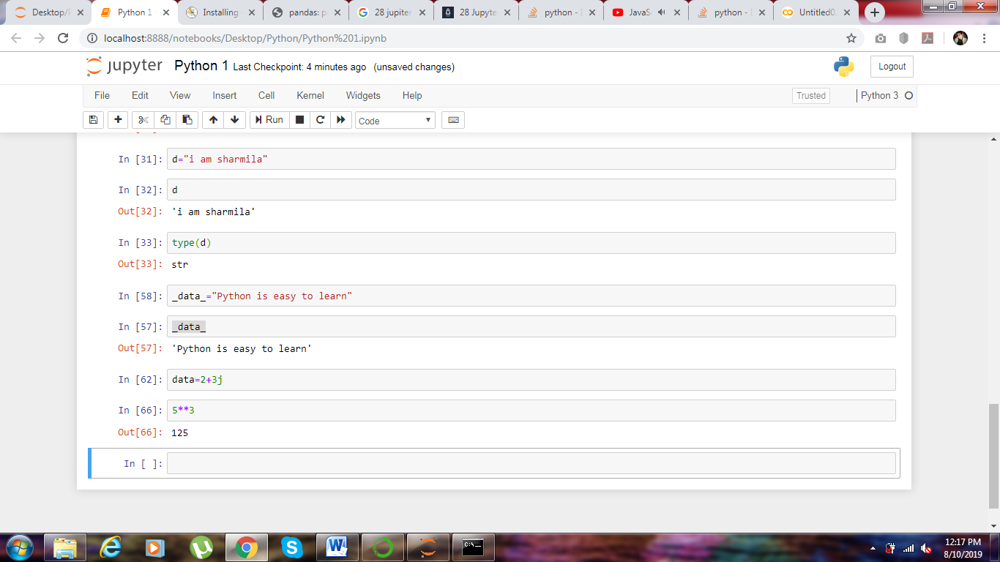 Desktop/P
Python 1
Installing
pandas: p
28 jupiter
28 Jupyte
python - I
JavaS
python - I
Untitled0.
localhost:8888/notebooks/Desktop/Python/Python%201.ipynb
jupyter Python 1 Last Checkpoint: 4 minutes ago (unsaved changes)
Logout
File Edit View Insert Cell Kernel Widgets Help
Trusted
Python 3
Run
Code
In [31]: d="i am sharmila"
In [32]: d
Out[32]: 'i am sharmila'
In [33]: type(d)
Out[33]: str
In [58]: _data_="Python is easy to learn"
In [57]: _data_
Out[57]: 'Python is easy to learn'
In [62]: data=2+3j
In [66]: 5**3
Out[66]: 125
In [ ]:
C:\_
12:17 PM
8/10/2019